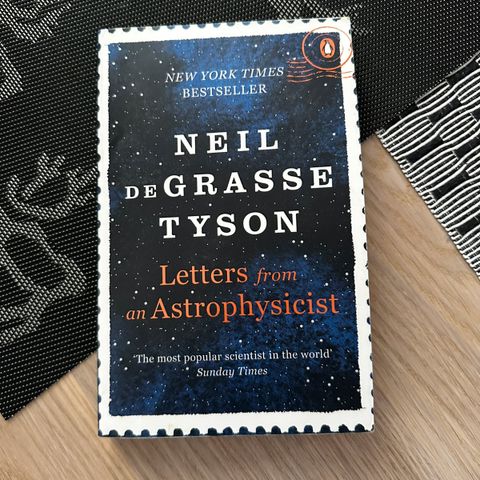 NEW YORK TIMES
BESTSELLER
NEIL
DEGRASSE
TYSON
Letters from
an Astrophysicist
'The most popular scientist in the world'
Sunday Times